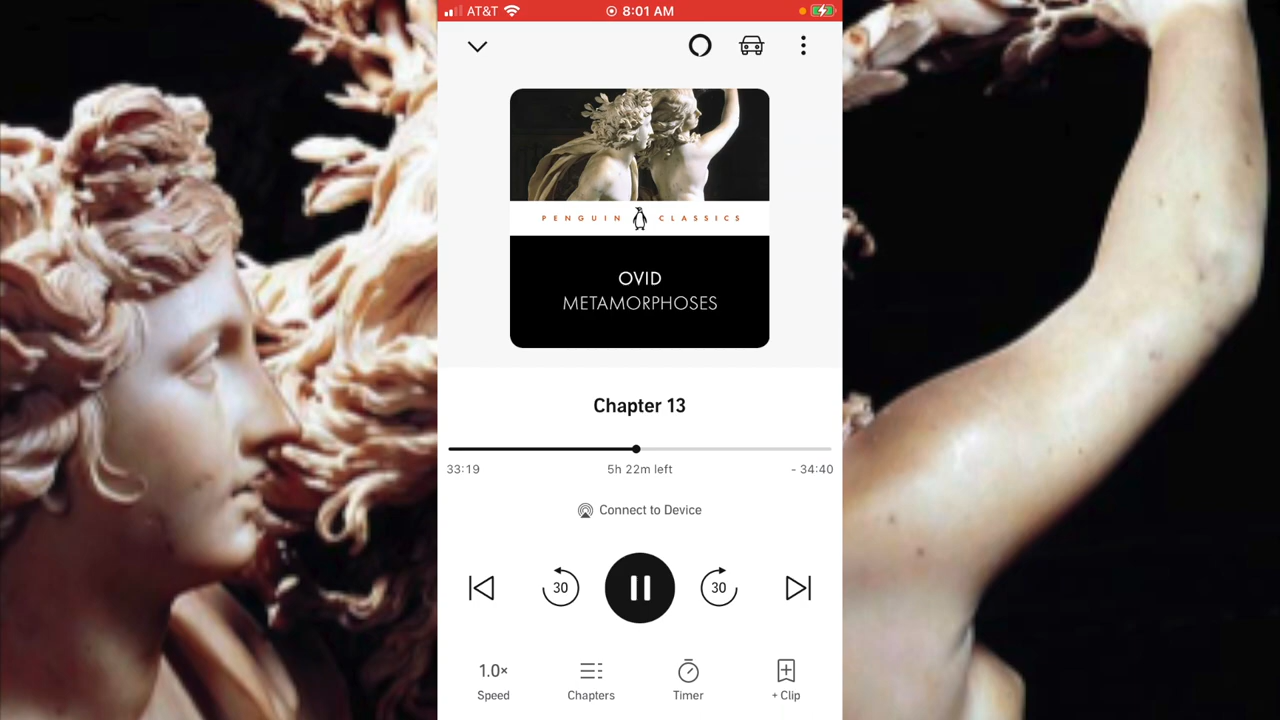 AT&T 8:01 AM
PENGUIN CLASSICS
OVID
METAMORPHOSES
Chapter 13
33:19 5h 22m left - 34:40
Connect to Device
30 30
1.0×
Speed Chapters Timer + Clip